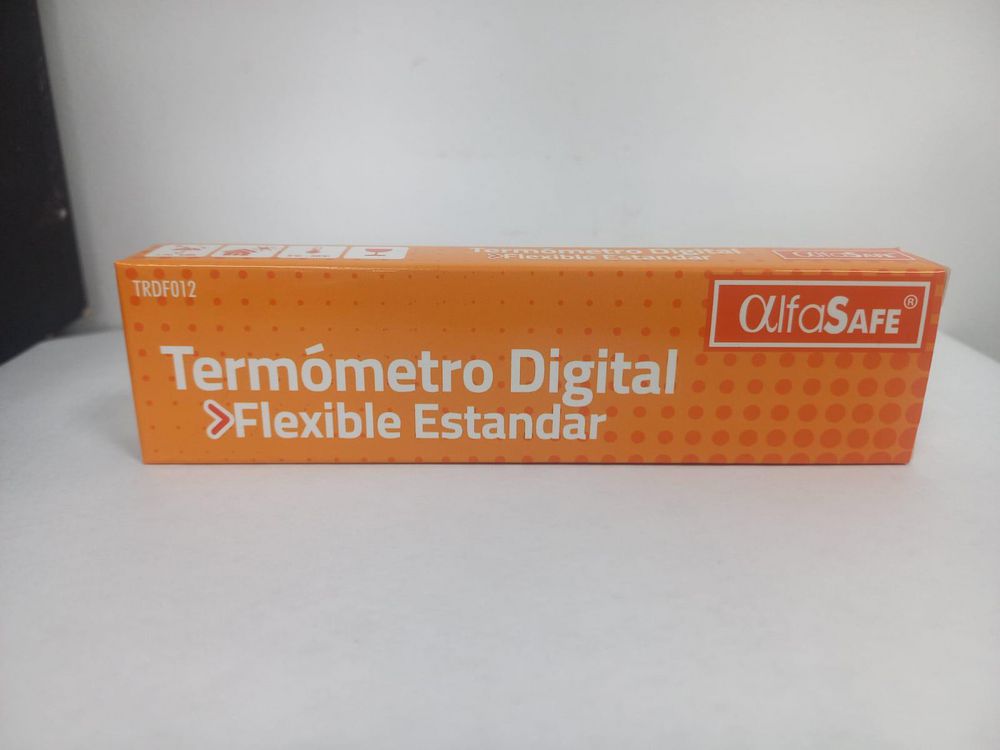 Termómetro Digital
Flexible Estandar
αlfaSAFE
TRDF012
αlfaSAFE®
Termómetro Digital
Flexible Estandar